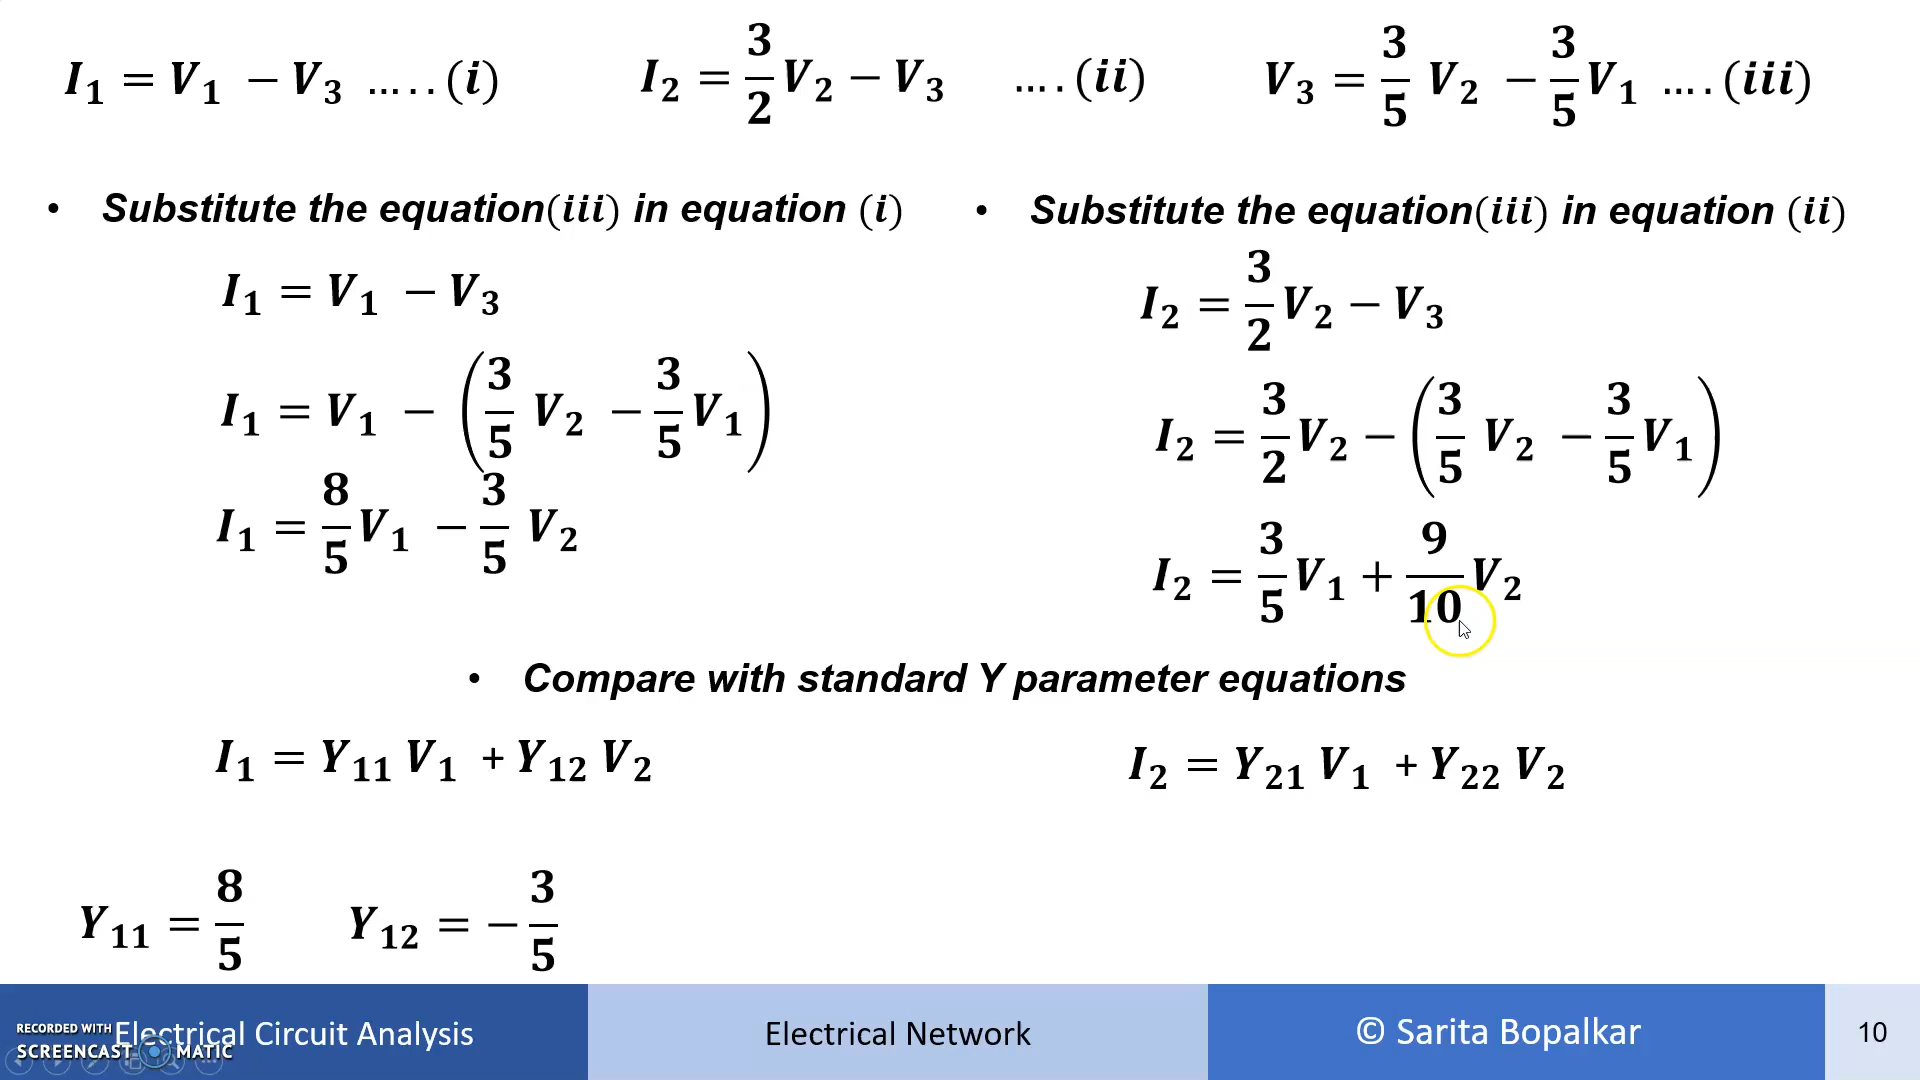 I₁ = V₁ − V₃ ... . . (i)
I₂ = 3/2 V₂ − V₃ ... . (ii)
V₃ = 3/5 V₂ − 3/5 V₁ ... . (iii)
• Substitute the equation(iii) in equation (i)
I₁ = V₁ − V₃
I₁ = V₁ − (3/5 V₂ − 3/5 V₁)
I₁ = 8/5 V₁ − 3/5 V₂
• Substitute the equation(iii) in equation (ii)
I₂ = 3/2 V₂ − V₃
I₂ = 3/2 V₂ − (3/5 V₂ − 3/5 V₁)
I₂ = 3/5 V₁ + 9/10 V₂
• Compare with standard Y parameter equations
I₁ = Y₁₁ V₁ + Y₁₂ V₂
I₂ = Y₂₁ V₁ + Y₂₂ V₂
Y₁₁ = 8/5
Y₁₂ = − 3/5
Electrical Circuit Analysis
Electrical Network
© Sarita Bopalkar
10
RECORDED WITH
SCREENCAST MATIC